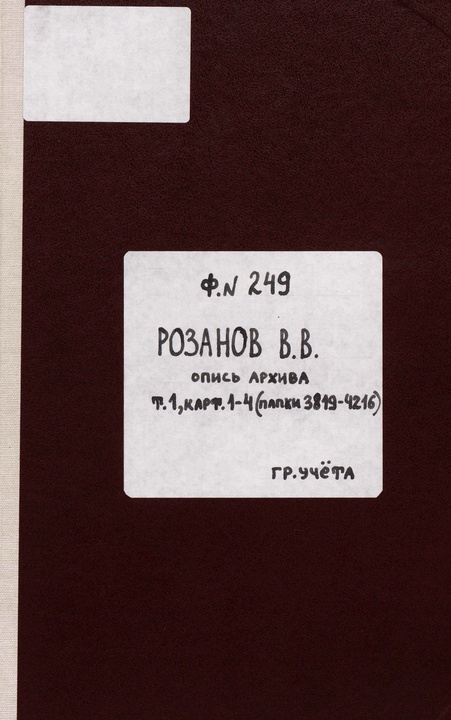 Ф.N 249
РОЗАНОВ В.В.
ОПИСЬ АРХИВА
Т.1, КАРТ. 1-4 (ПАПКИ 3819-4216)
ГР. УЧЁТА